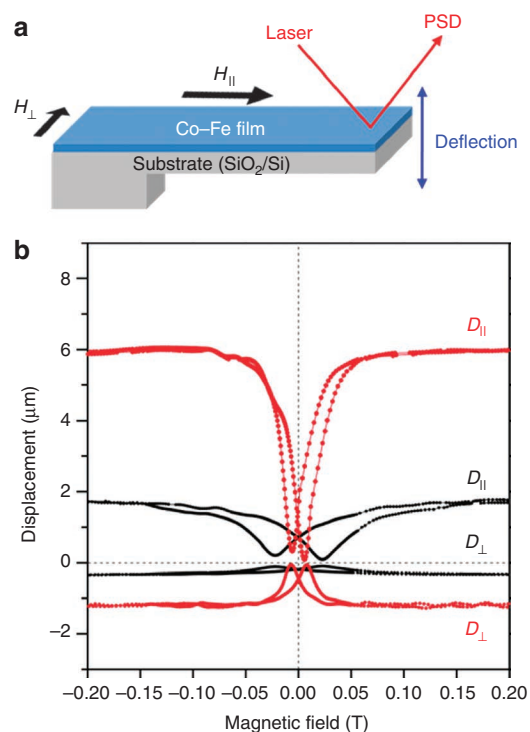 a
Laser
PSD
H||
H⊥
Co–Fe film
Deflection
Substrate (SiO2/Si)
b
8
D||
6
4
D||
2
D⊥
0
D⊥
−2
Displacement (μm)
−0.20 −0.15 −0.10 −0.05 0.00 0.05 0.10 0.15 0.20
Magnetic field (T)